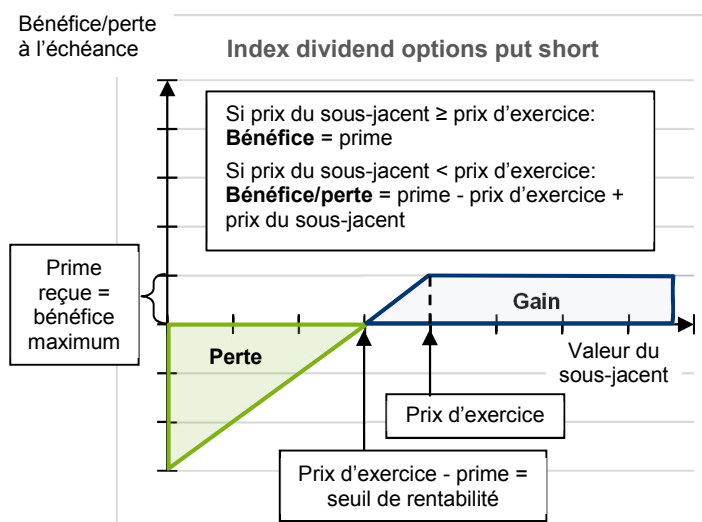 Bénéfice/perte
à l'échéance
Index dividend options put short
Si prix du sous-jacent ≥ prix d'exercice:
Bénéfice = prime
Si prix du sous-jacent < prix d'exercice:
Bénéfice/perte = prime - prix d'exercice +
prix du sous-jacent
Prime
reçue =
bénéfice
maximum
Gain
Perte
Valeur du
sous-jacent
Prix d'exercice
Prix d'exercice - prime =
seuil de rentabilité